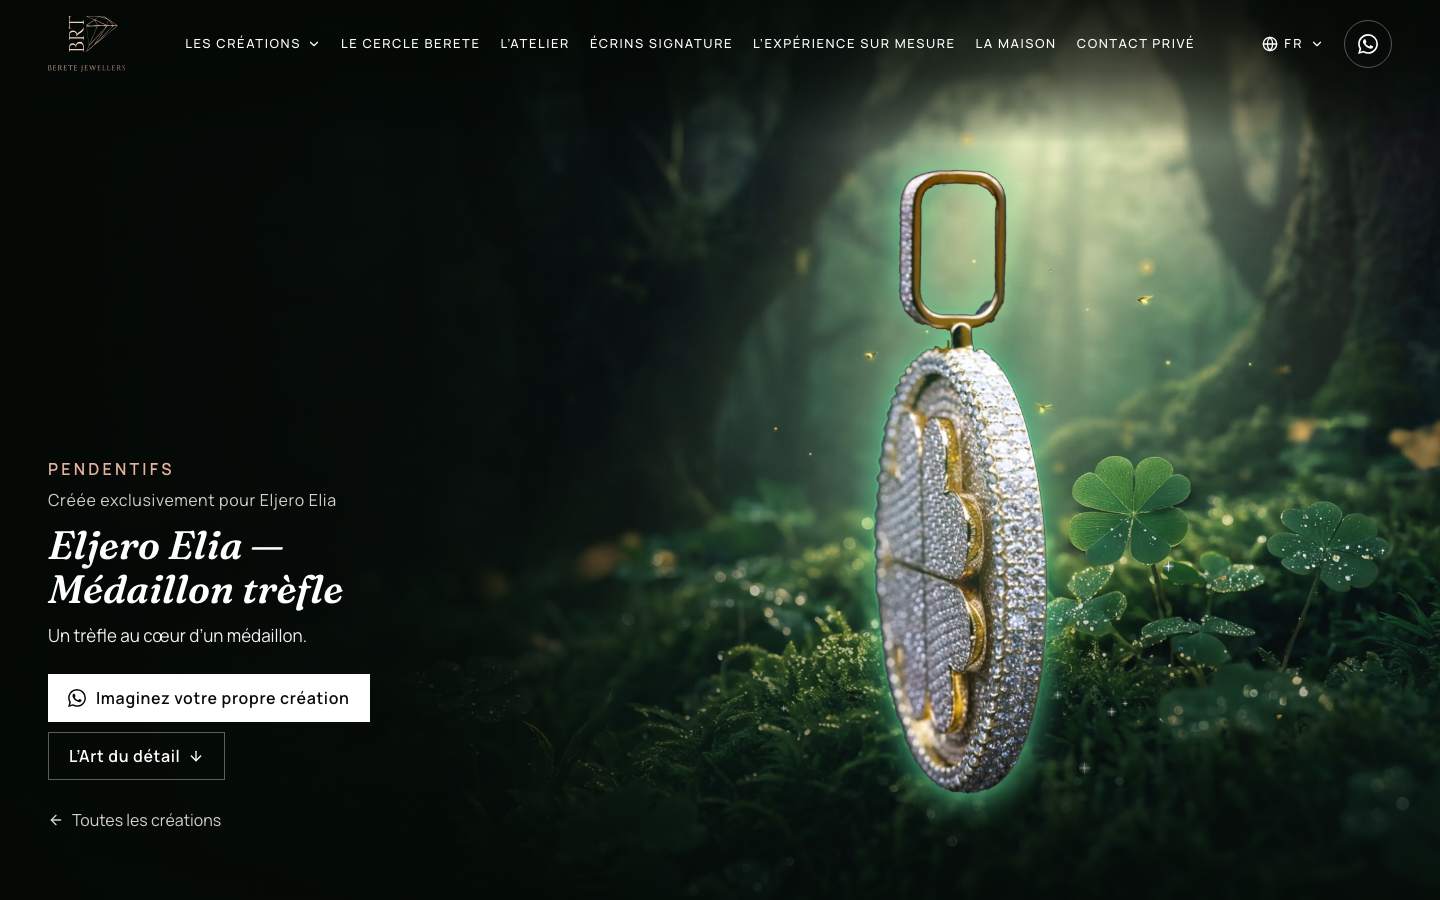 BRT
BERETE JEWELLERS
LES CRÉATIONS
LE CERCLE BERETE
L’ATELIER
ÉCRINS SIGNATURE
L’EXPÉRIENCE SUR MESURE
LA MAISON
CONTACT PRIVÉ
FR
PENDENTIFS
Créée exclusivement pour Eljero Elia
Eljero Elia —
Médaillon trèfle
Un trèfle au cœur d’un médaillon.
Imaginez votre propre création
L’Art du détail ↓
← Toutes les créations